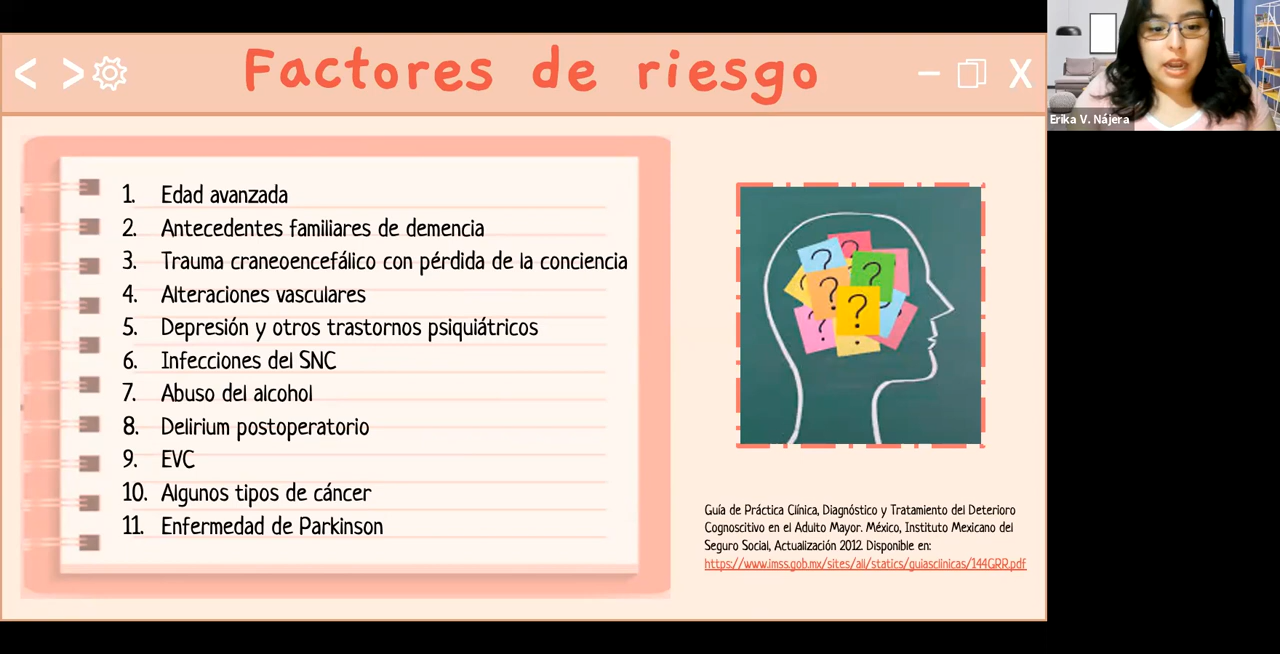 Factores de riesgo
Erika V. Nájera
1. Edad avanzada
2. Antecedentes familiares de demencia
3. Trauma craneoencefálico con pérdida de la conciencia
4. Alteraciones vasculares
5. Depresión y otros trastornos psiquiátricos
6. Infecciones del SNC
7. Abuso del alcohol
8. Delirium postoperatorio
9. EVC
10. Algunos tipos de cáncer
11. Enfermedad de Parkinson
? ? ? ? ? ? ?
Guía de Práctica Clínica, Diagnóstico y Tratamiento del Deterioro
Cognoscitivo en el Adulto Mayor. México, Instituto Mexicano del
Seguro Social, Actualización 2012. Disponible en:
https://www.imss.gob.mx/sites/all/statics/guiasclinicas/144GRR.pdf